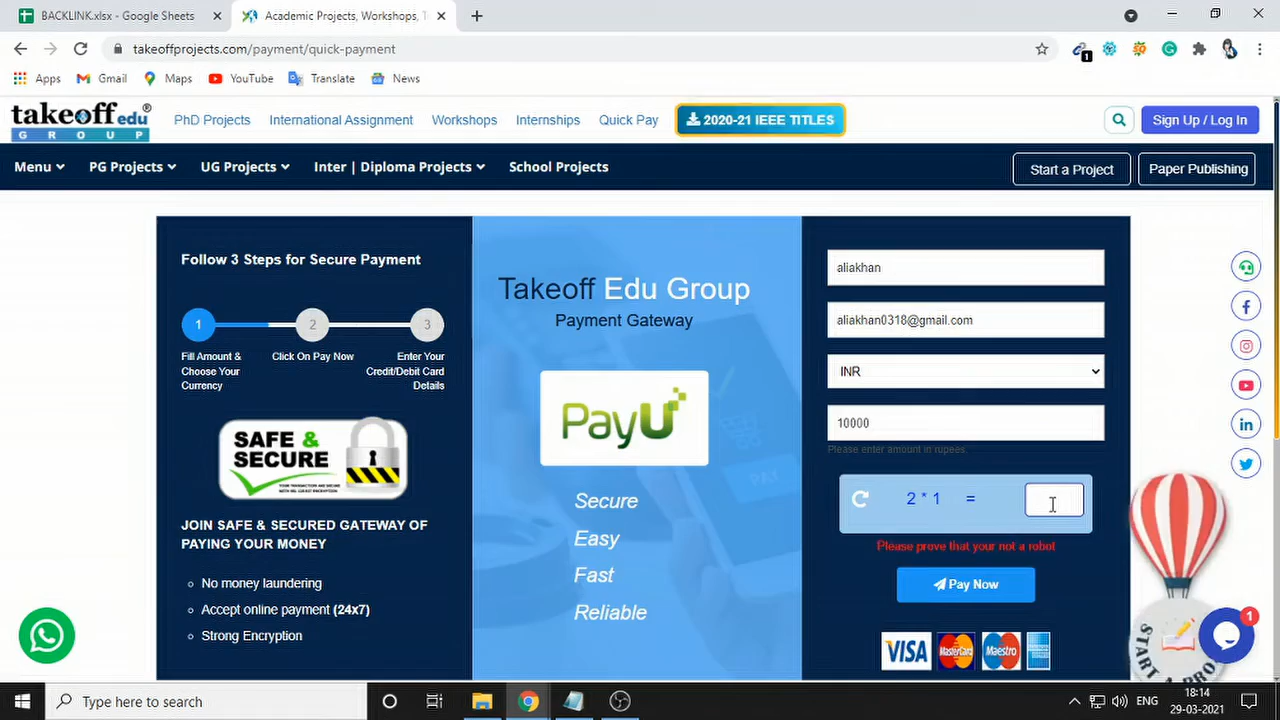 BACKLINK.xlsx - Google Sheets
Academic Projects, Workshops, T
takeoffprojects.com/payment/quick-payment
1
Apps
Gmail
Maps
YouTube
Translate
News
takeoff edu®
GROUP
PhD Projects
International Assignment
Workshops
Internships
Quick Pay
2020-21 IEEE TITLES
Sign Up / Log In
Menu
PG Projects
UG Projects
Inter | Diploma Projects
School Projects
Start a Project
Paper Publishing
Follow 3 Steps for Secure Payment
1
2
3
Fill Amount &
Choose Your
Currency
Click On Pay Now
Enter Your
Credit/Debit Card
Details
SAFE &
SECURE
JOIN SAFE & SECURED GATEWAY OF
PAYING YOUR MONEY
No money laundering
Accept online payment (24x7)
Strong Encryption
Takeoff Edu Group
Payment Gateway
PayU
Secure
Easy
Fast
Reliable
aliakhan
aliakhan0318@gmail.com
INR
10000
Please enter amount in rupees.
2 * 1 =
Please prove that your not a robot
Pay Now
VISA
MasterCard
Maestro
START A PRO
1
Type here to search
ENG
18:14
29-03-2021